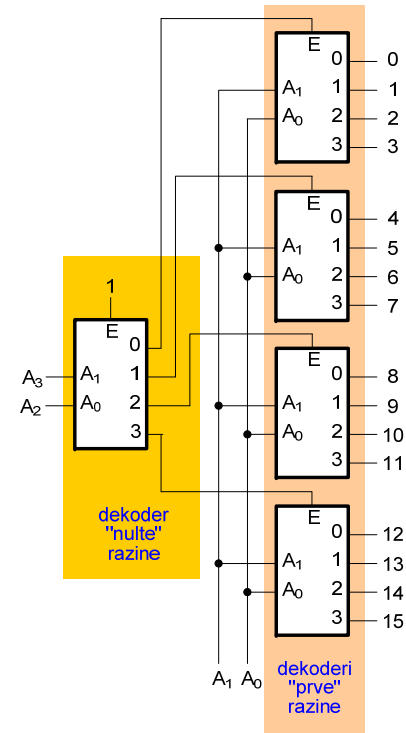 E
0 0
A1 1 1
A0 2 2
3 3
E
0 4
A1 1 5
A0 2 6
3 7
1
E
0
A3 A1 1
A2 A0 2
3
dekoder
"nulte"
razine
E
0 8
A1 1 9
A0 2 10
3 11
E
0 12
A1 1 13
A0 2 14
3 15
A1 A0
dekoderi
"prve"
razine